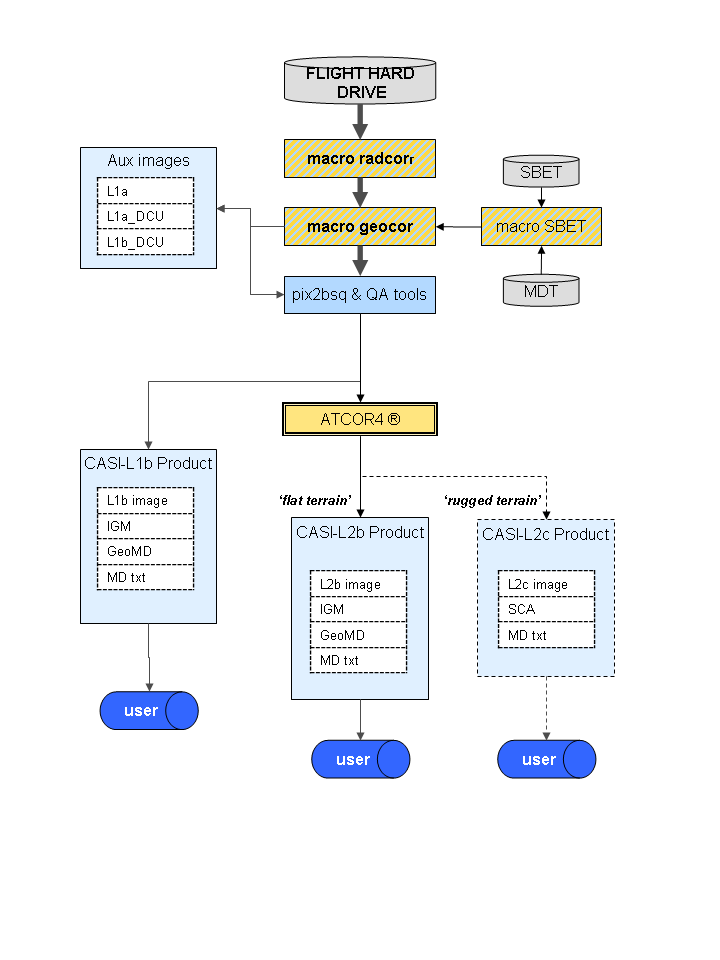 FLIGHT HARD
DRIVE
macro radcorr
Aux images
L1a
L1a_DCU
L1b_DCU
SBET
macro geocor
macro SBET
MDT
pix2bsq & QA tools
ATCOR4 ®
CASI-L1b Product
L1b image
IGM
GeoMD
MD txt
user
‘flat terrain’
‘rugged terrain’
CASI-L2b Product
L2b image
IGM
GeoMD
MD txt
user
CASI-L2c Product
L2c image
SCA
MD txt
user